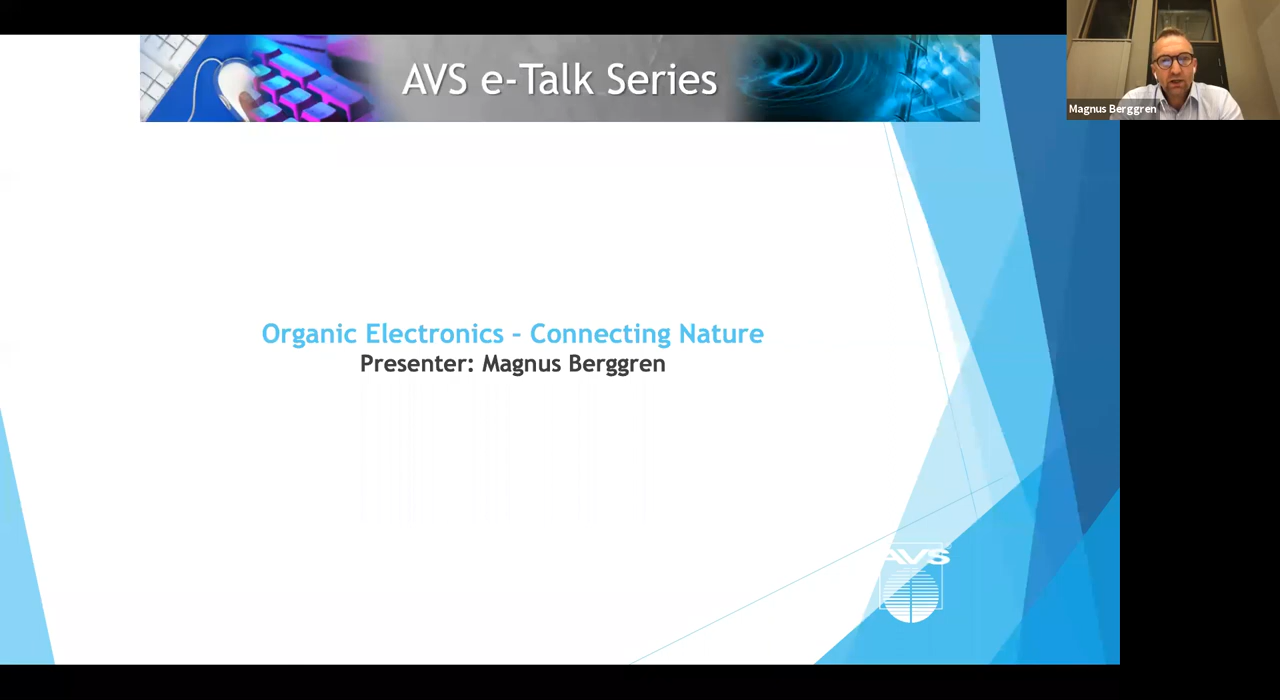 AVS e-Talk Series
Magnus Berggren
Organic Electronics – Connecting Nature
Presenter: Magnus Berggren
AVS